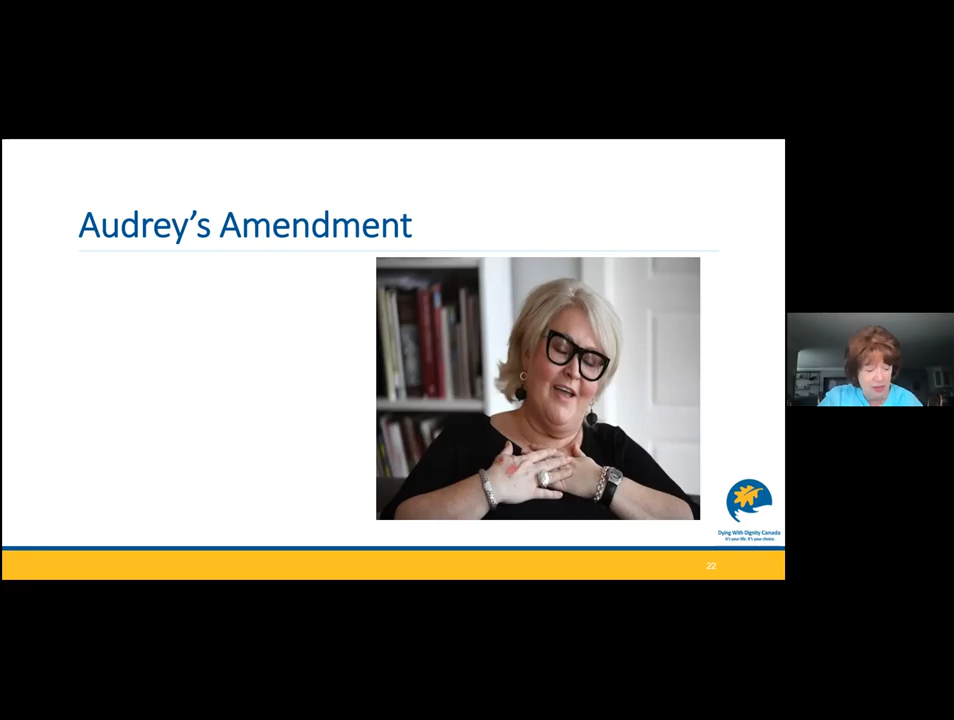 Audrey’s Amendment
Dying With Dignity Canada
It's your life. It's your choice.
22